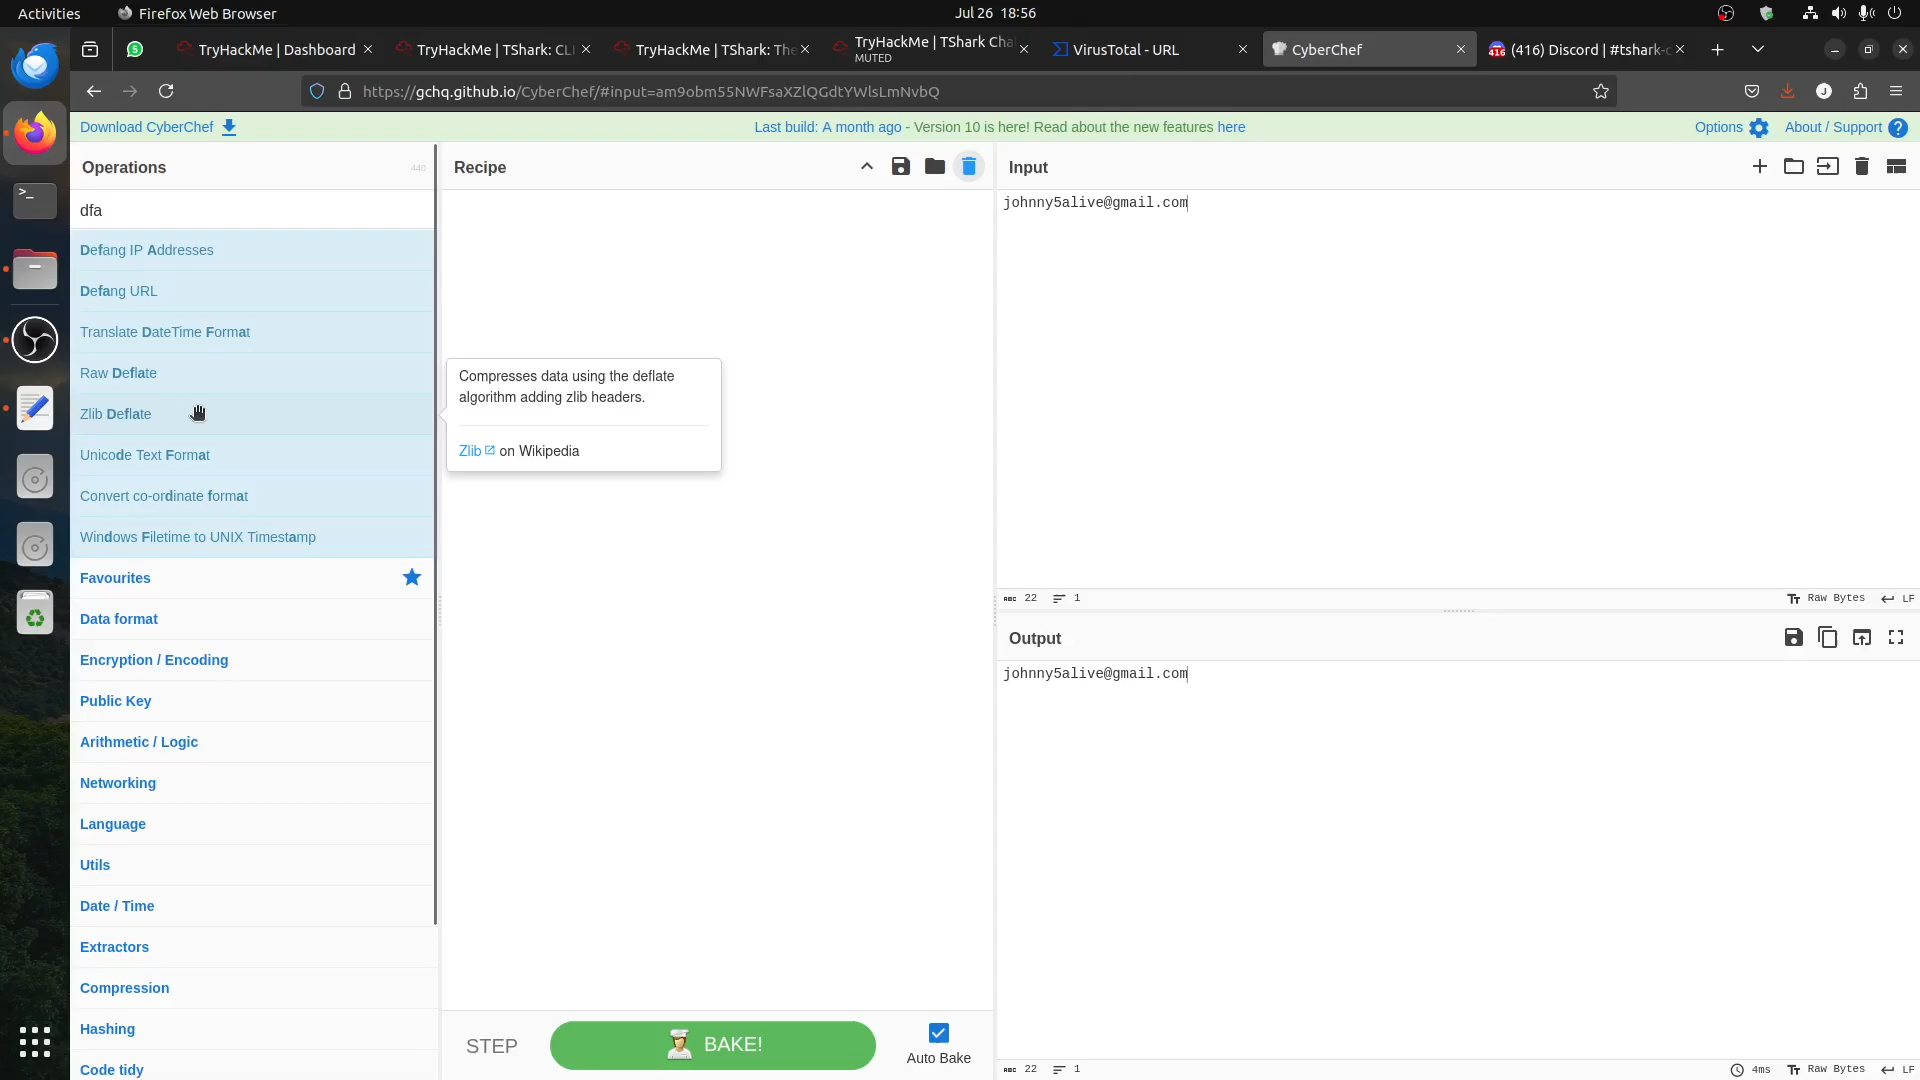 Activities
Firefox Web Browser
Jul 26 18:56
TryHackMe | Dashboard
TryHackMe | TShark: CLI
TryHackMe | TShark: The
TryHackMe | TShark Cha
MUTED
VirusTotal - URL
CyberChef
(416) Discord | #tshark-c
https://gchq.github.io/CyberChef/#input=am9obm55NWFsaXZlQGdtYWlsLmNvbQ
Download CyberChef
Last build: A month ago - Version 10 is here! Read about the new features here
Options
About / Support
Operations
440
Recipe
Input
dfa
johnny5alive@gmail.com
Defang IP Addresses
Defang URL
Translate DateTime Format
Raw Deflate
Zlib Deflate
Unicode Text Format
Convert co-ordinate format
Windows Filetime to UNIX Timestamp
Compresses data using the deflate
algorithm adding zlib headers.
Zlib on Wikipedia
Favourites
Data format
Encryption / Encoding
Public Key
Arithmetic / Logic
Networking
Language
Utils
Date / Time
Extractors
Compression
Hashing
Code tidy
STEP
BAKE!
Auto Bake
ABC 22 1
Raw Bytes LF
Output
johnny5alive@gmail.com
ABC 22 1
4ms Raw Bytes LF